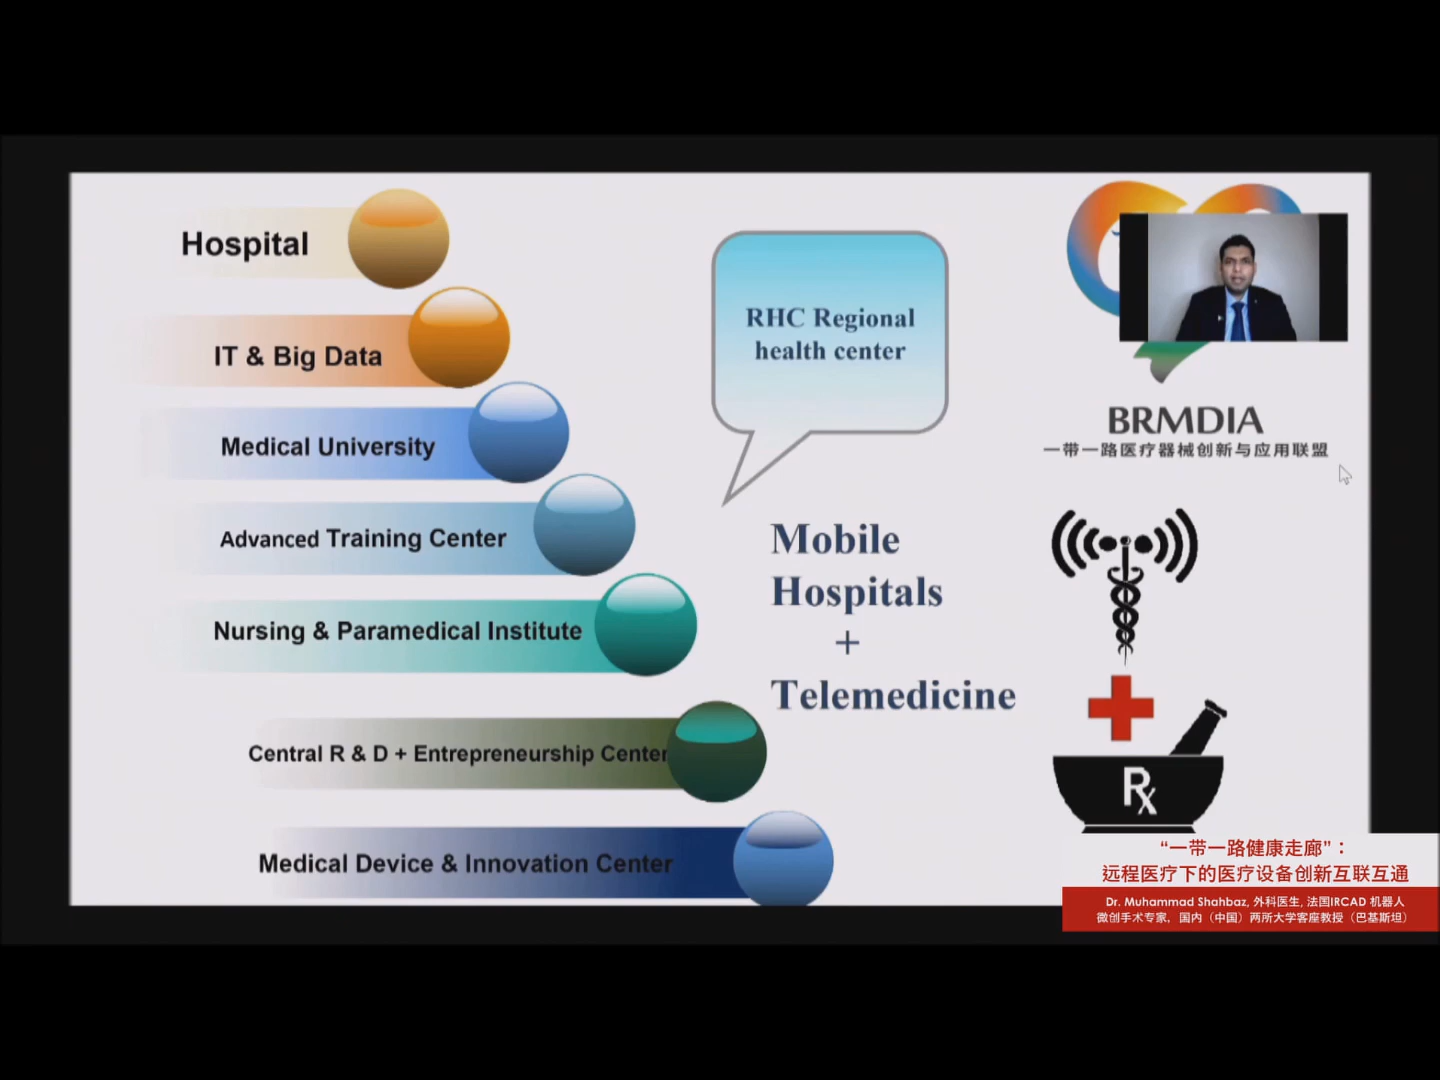 Hospital
IT & Big Data
Medical University
Advanced Training Center
Nursing & Paramedical Institute
Central R & D + Entrepreneurship Center
Medical Device & Innovation Center
RHC Regional
health center
Mobile
Hospitals
+
Telemedicine
BRMDIA
一带一路医疗器械创新与应用联盟
Rx
“一带一路健康走廊”：
远程医疗下的医疗设备创新互联互通
Dr. Muhammad Shahbaz, 外科医生, 法国IRCAD 机器人
微创手术专家，国内（中国）两所大学客座教授（巴基斯坦）